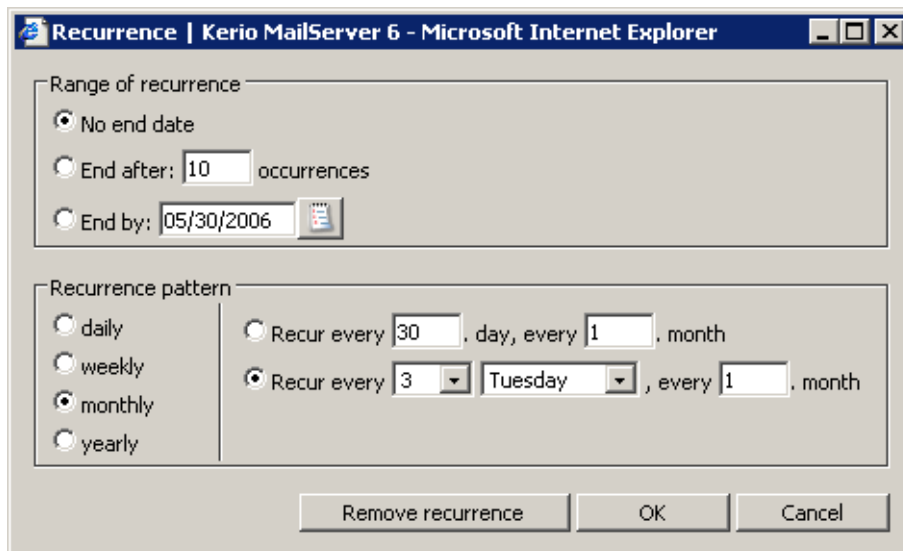 Recurrence | Kerio MailServer 6 - Microsoft Internet Explorer
Range of recurrence
No end date
End after: 10 occurrences
End by: 05/30/2006
Recurrence pattern
daily
weekly
monthly
yearly
Recur every 30 . day, every 1 . month
Recur every 3 Tuesday , every 1 . month
Remove recurrence OK Cancel